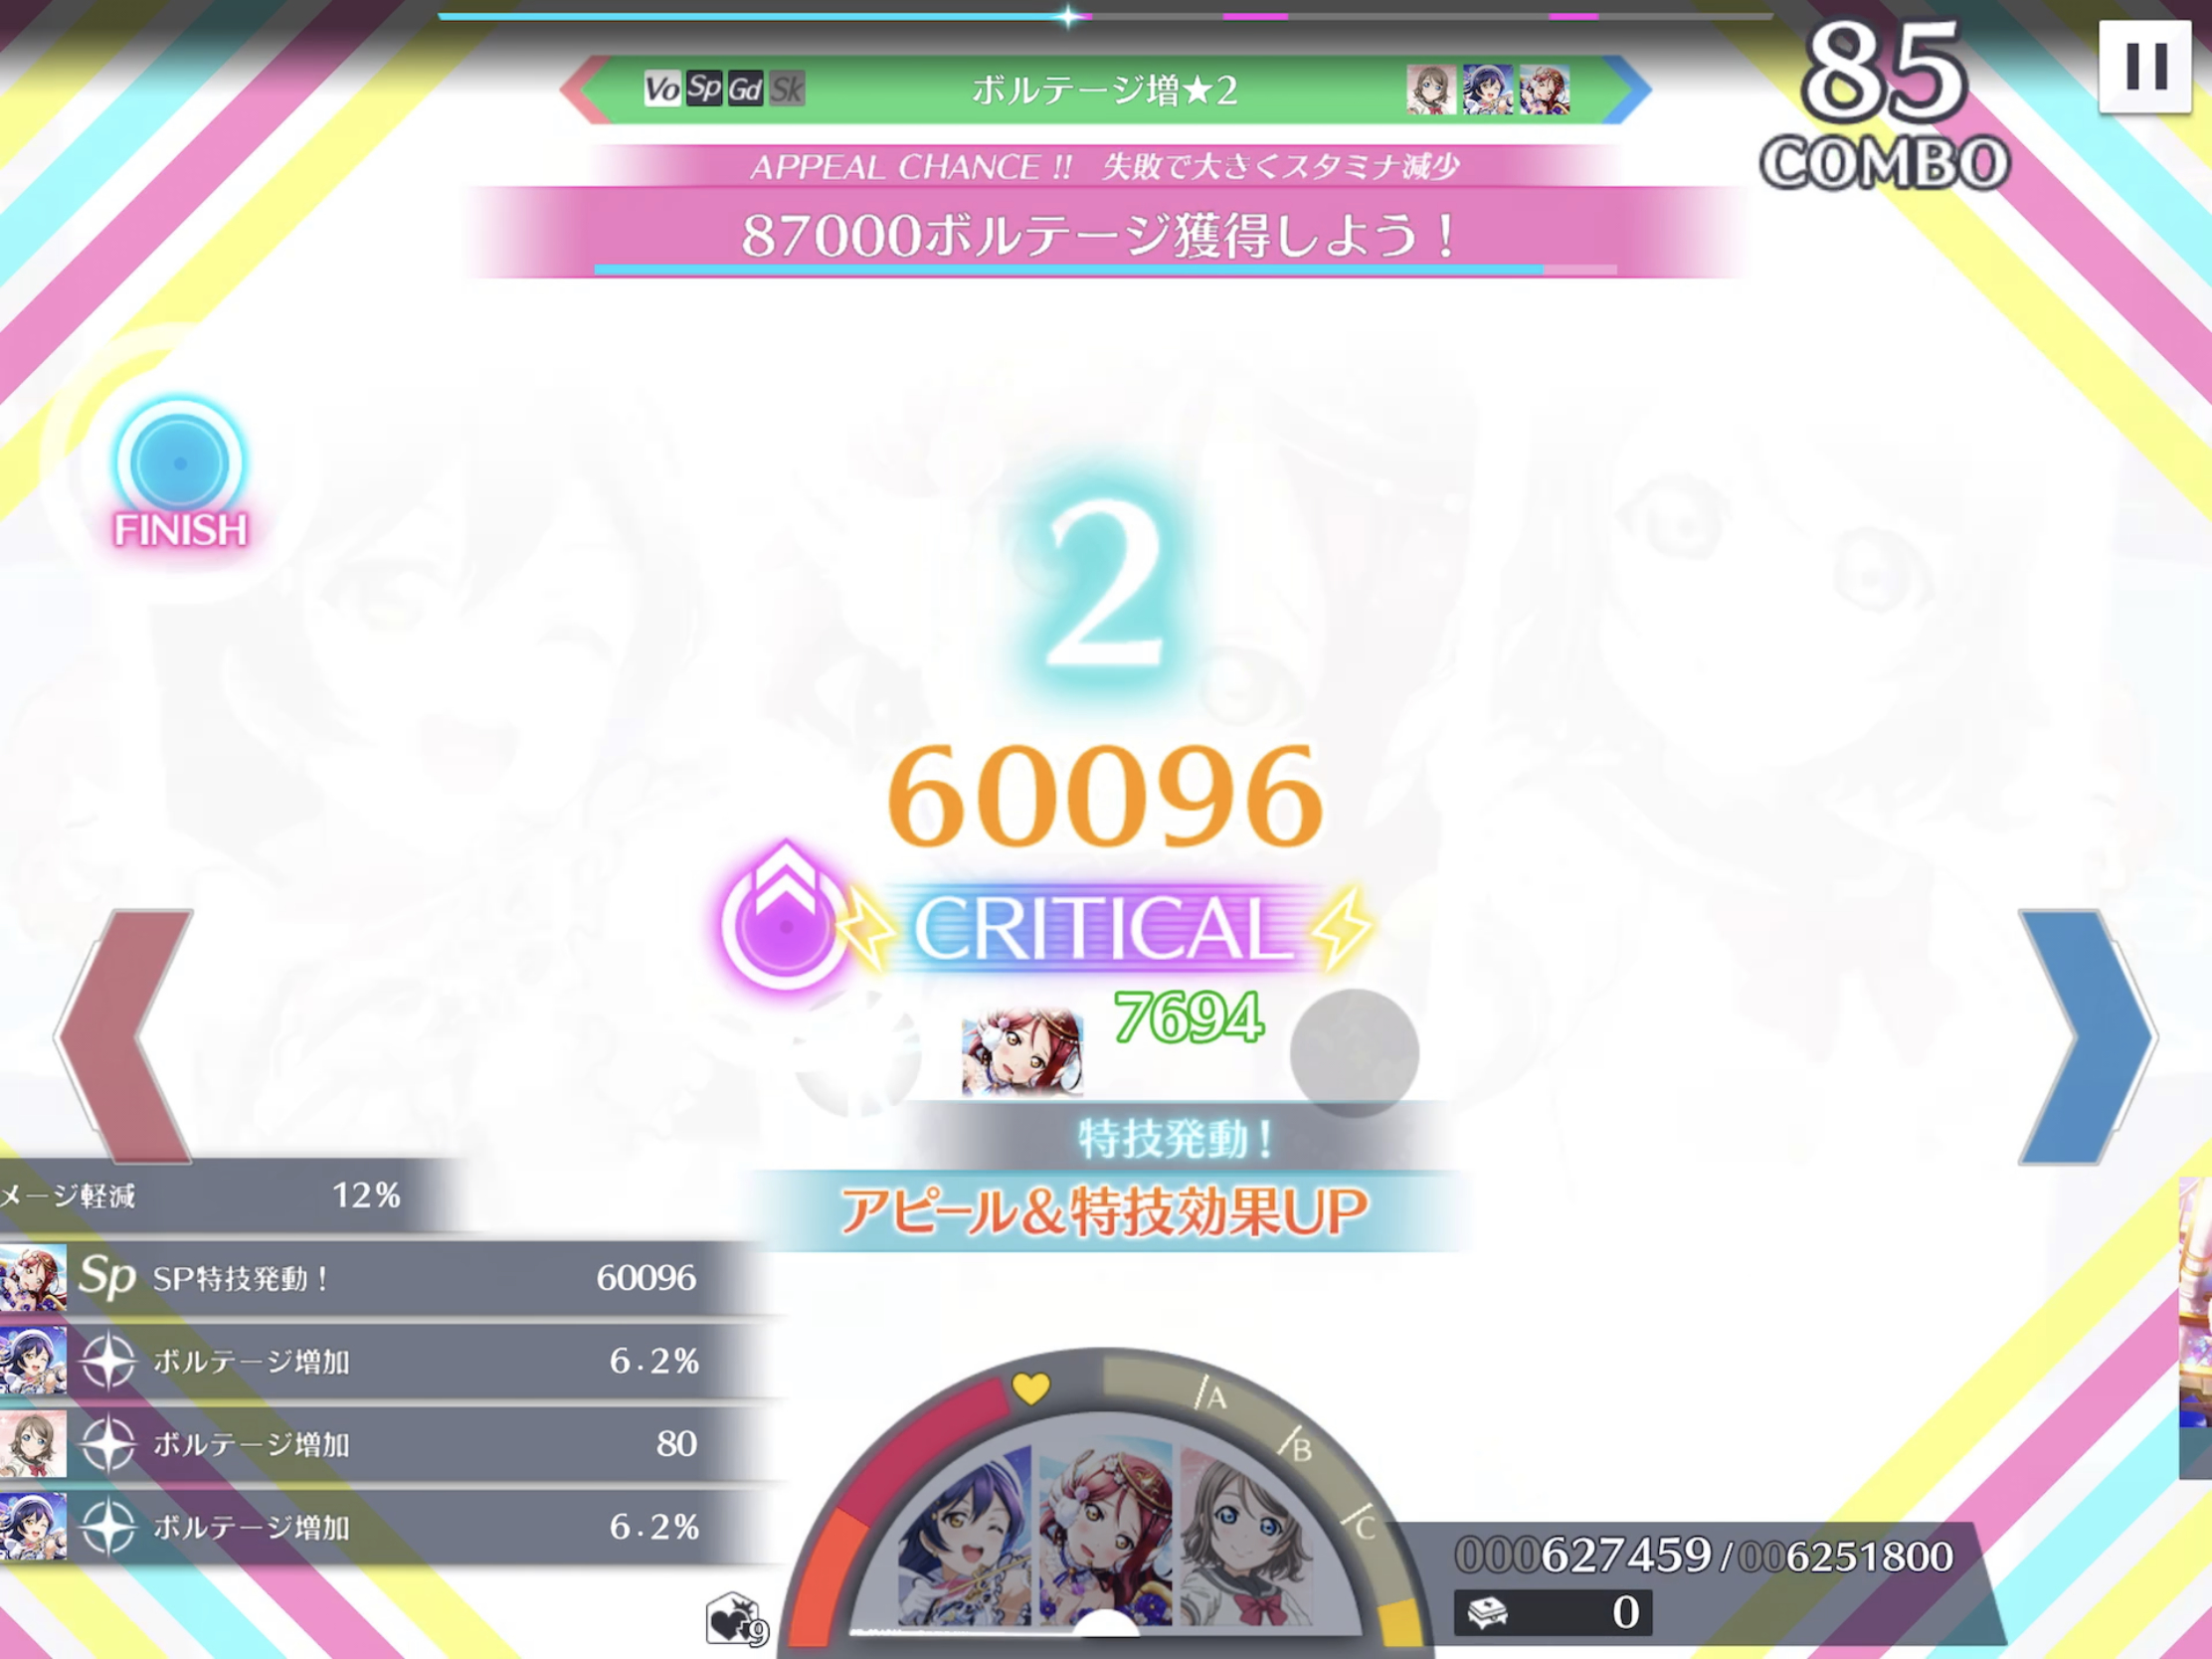 85
COMBO
Vo Sp Gd Sk ボルテージ増★2
APPEAL CHANCE !! 失敗で大きくスタミナ減少
87000ボルテージ獲得しよう！
FINISH
2
60096
CRITICAL
7694
特技発動！
アピール&特技効果UP
メージ軽減 12%
Sp SP特技発動！ 60096
ボルテージ増加 6.2%
ボルテージ増加 80
ボルテージ増加 6.2%
/A
/B
/C
000627459/006251800
0
9